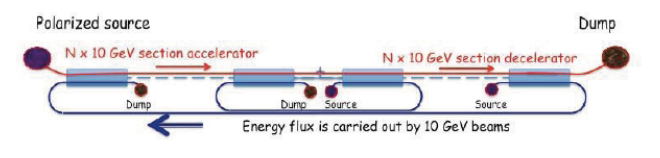 Polarized source
Dump
N x 10 GeV section accelerator
N x 10 GeV section decelerator
Dump
Dump
Source
Source
Energy flux is carried out by 10 GeV beams